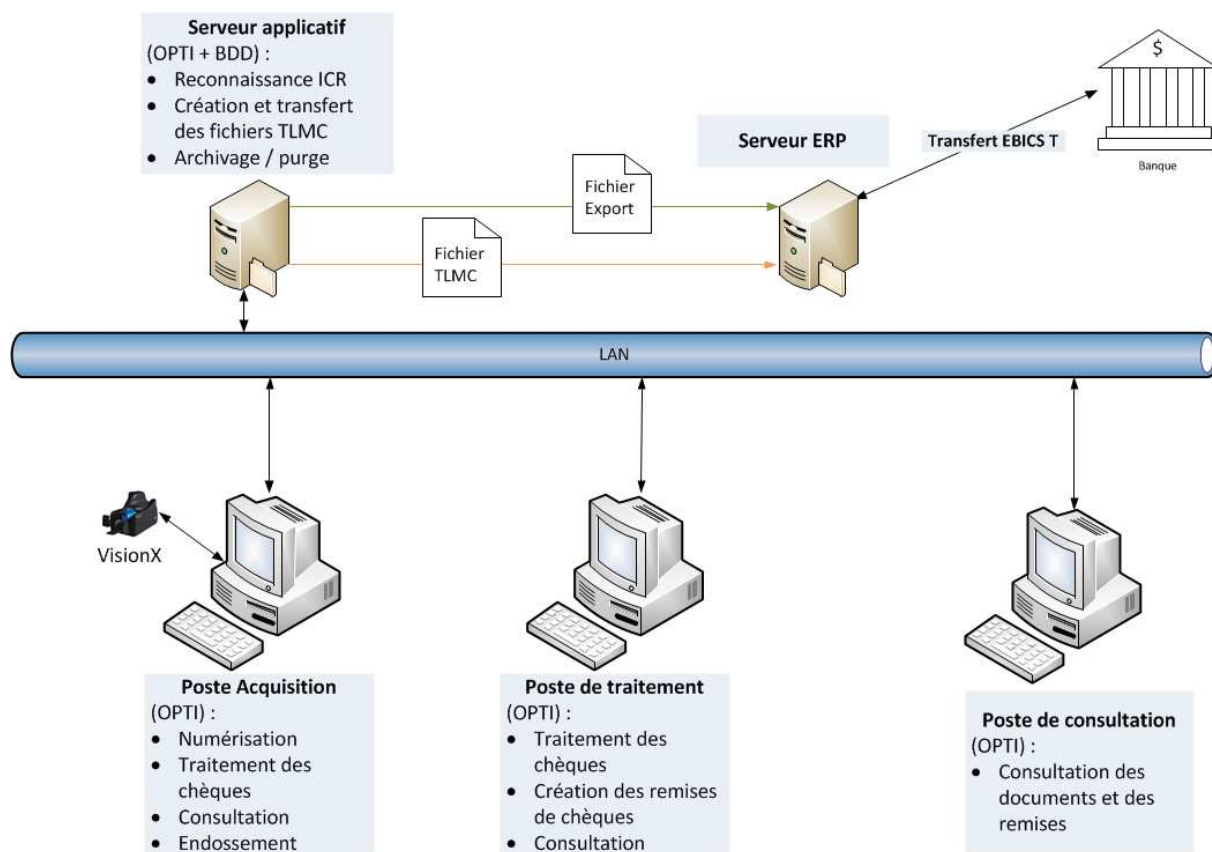 Serveur applicatif
(OPTI + BDD) :
• Reconnaissance ICR
• Création et transfert
des fichiers TLMC
• Archivage / purge
Serveur ERP
Transfert EBICS T
$
Banque
Fichier
Export
Fichier
TLMC
LAN
VisionX
Poste Acquisition
(OPTI) :
• Numérisation
• Traitement des
chèques
• Consultation
• Endossement
Poste de traitement
(OPTI) :
• Traitement des
chèques
• Création des remises
de chèques
• Consultation
Poste de consultation
(OPTI) :
• Consultation des
documents et des
remises